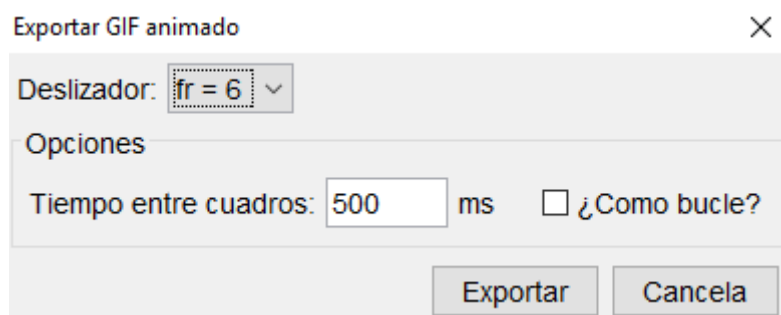 Exportar GIF animado
Deslizador: fr = 6
Opciones
Tiempo entre cuadros: 500 ms ¿Como bucle?
Exportar Cancela